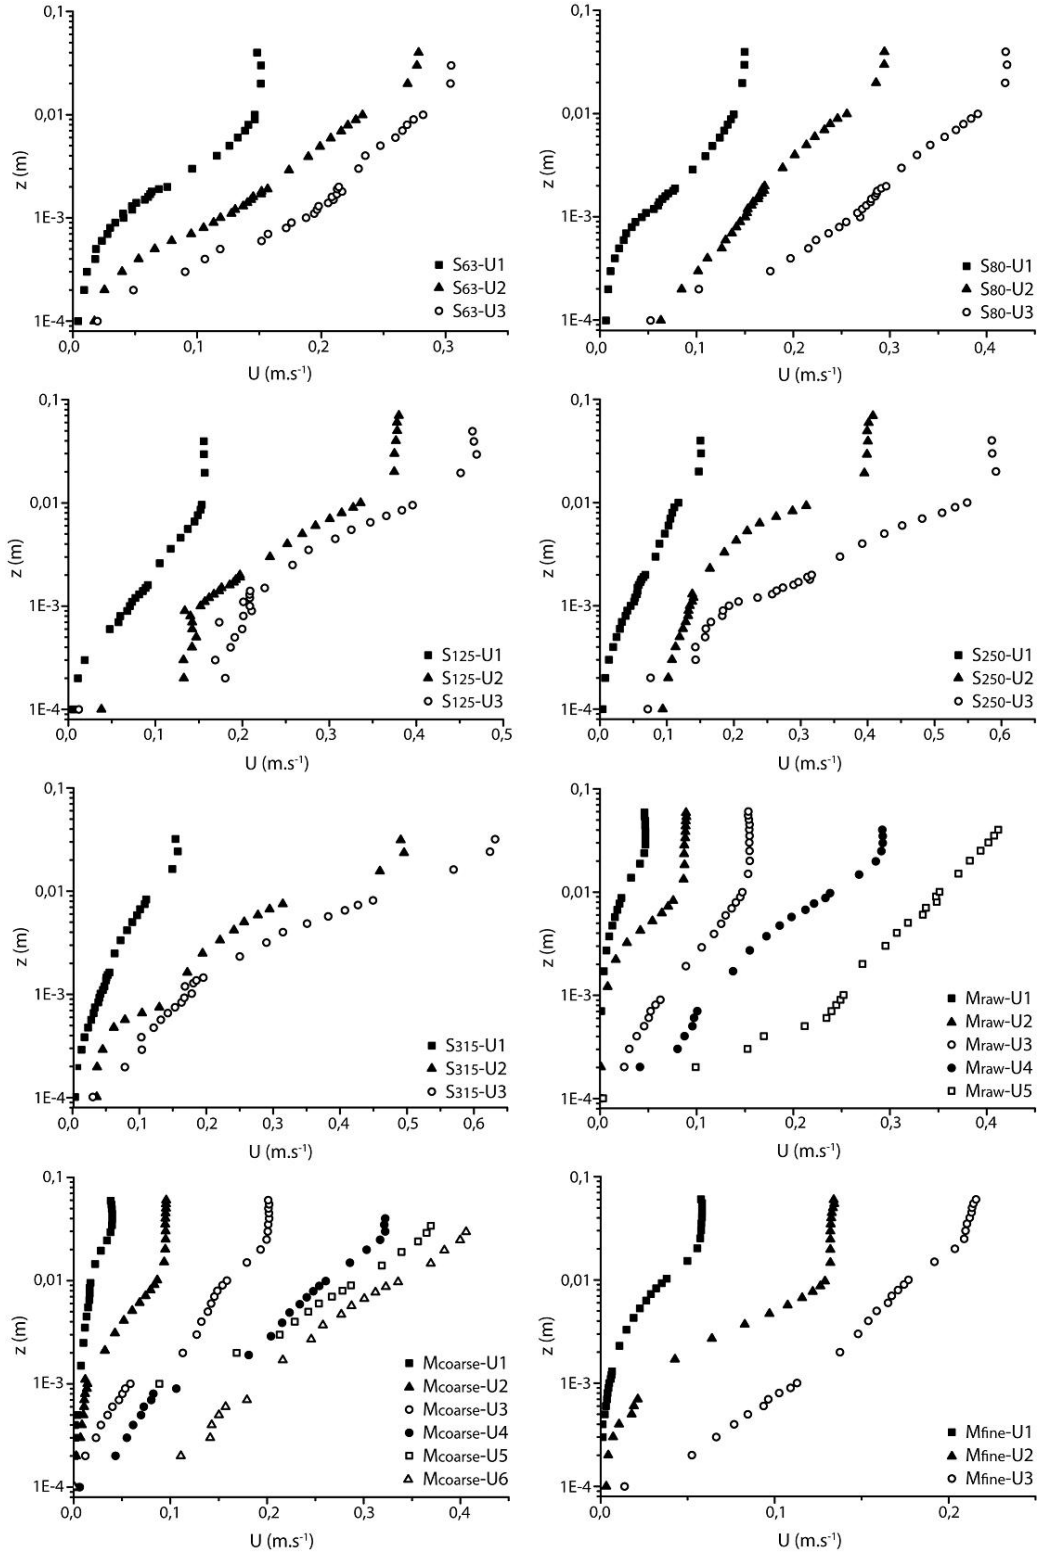 0,1
0,01
1E-3
1E-4
z (m)
0,0 0,1 0,2 0,3
U (m.s-1)
S63-U1
S63-U2
S63-U3
0,1
0,01
1E-3
1E-4
z (m)
0,0 0,1 0,2 0,3 0,4
U (m.s-1)
S80-U1
S80-U2
S80-U3
0,1
0,01
1E-3
1E-4
z (m)
0,0 0,1 0,2 0,3 0,4 0,5
U (m.s-1)
S125-U1
S125-U2
S125-U3
0,1
0,01
1E-3
1E-4
z (m)
0,0 0,1 0,2 0,3 0,4 0,5 0,6
U (m.s-1)
S250-U1
S250-U2
S250-U3
0,1
0,01
1E-3
1E-4
z (m)
0,0 0,1 0,2 0,3 0,4 0,5 0,6
U (m.s-1)
S315-U1
S315-U2
S315-U3
0,1
0,01
1E-3
1E-4
z (m)
0,0 0,1 0,2 0,3 0,4
U (m.s-1)
Mraw-U1
Mraw-U2
Mraw-U3
Mraw-U4
Mraw-U5
0,1
0,01
1E-3
1E-4
z (m)
0,0 0,1 0,2 0,3 0,4
U (m.s-1)
Mcoarse-U1
Mcoarse-U2
Mcoarse-U3
Mcoarse-U4
Mcoarse-U5
Mcoarse-U6
0,1
0,01
1E-3
1E-4
z (m)
0,0 0,1 0,2
U (m.s-1)
Mfine-U1
Mfine-U2
Mfine-U3